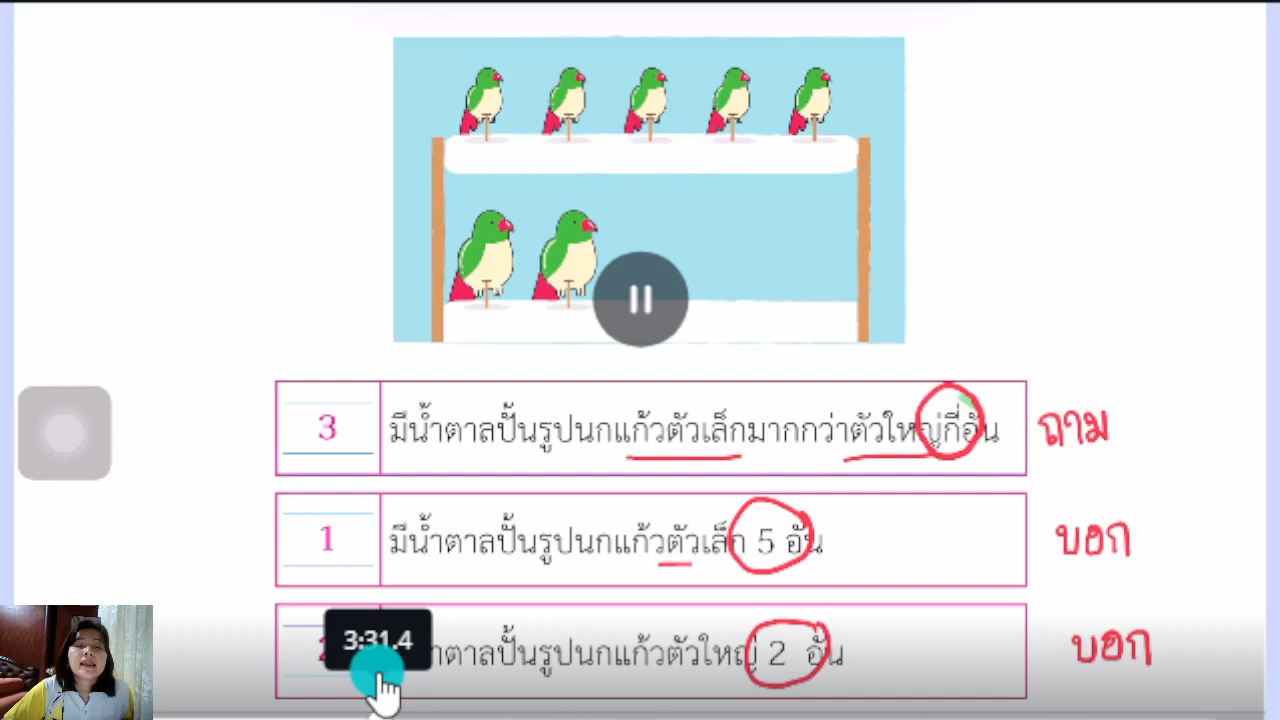 3 มีน้ำตาลปั้นรูปนกแก้วตัวเล็กมากกว่าตัวใหญ่กี่อัน ถาม
1 มีน้ำตาลปั้นรูปนกแก้วตัวเล็ก 5 อัน บอก
น้ำตาลปั้นรูปนกแก้วตัวใหญ่ 2 อัน บอก
3:31.4